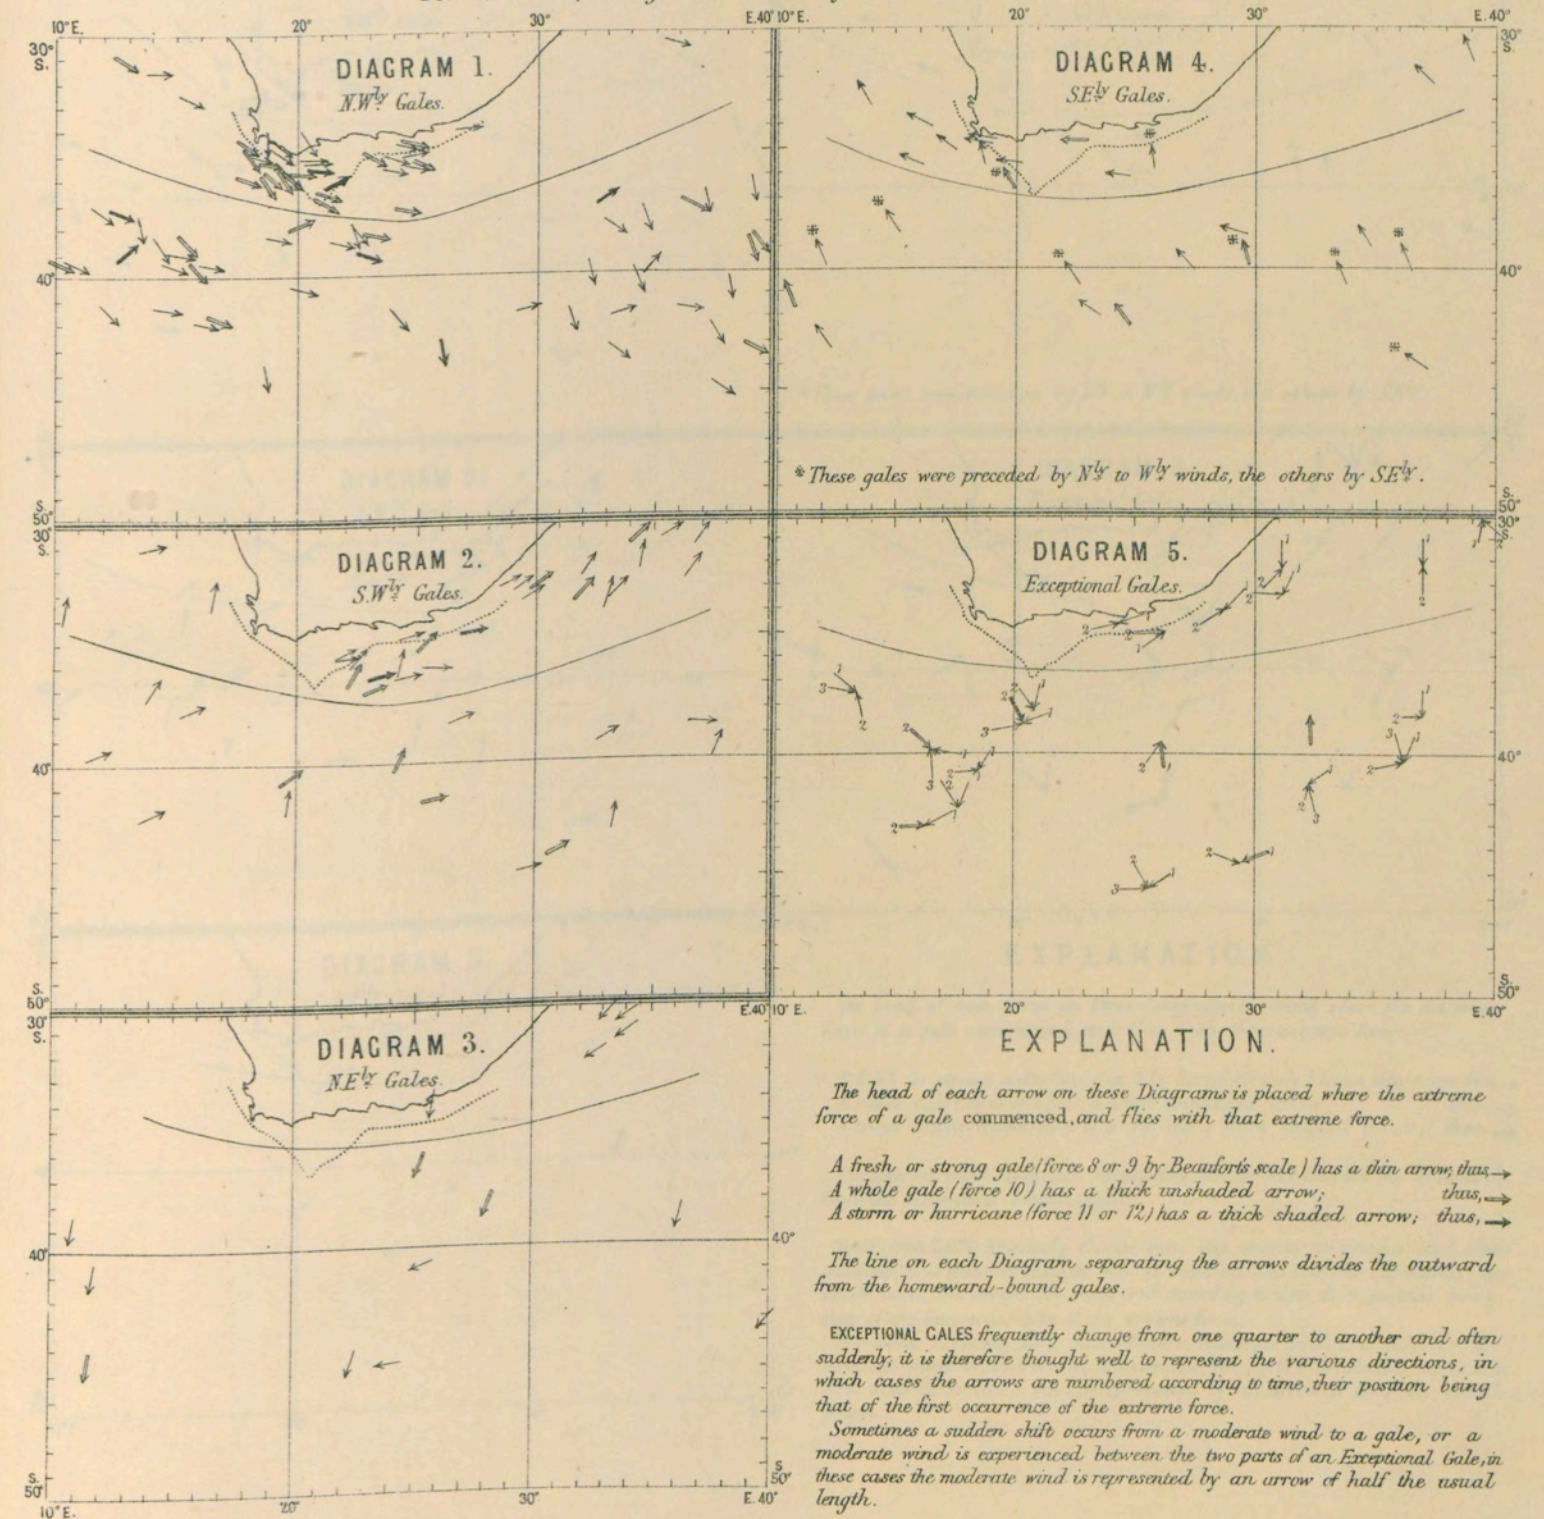 10° E.
20°
30°
E. 40°
10° E.
20°
30°
E. 40°
30°
S.
DIAGRAM 1.
N.W.ly Gales.
DIAGRAM 4.
S.E.ly Gales.
30°
S.
40°
40°
* These gales were preceded by N.ly to W.ly winds, the others by SE.ly.
S.
50°
30°
S.
DIAGRAM 2.
S.W.ly Gales.
DIAGRAM 5.
Exceptional Gales.
S.
50°
30°
S.
40°
40°
S.
50°
30°
S.
E. 40°
10° E.
20°
30°
E. 40°
S.
50°
DIAGRAM 3.
N.E.ly Gales.
40°
40°
S.
50°
10° E.
20°
30°
E. 40°
S
50°
EXPLANATION.
The head of each arrow on these Diagrams is placed where the extreme
force of a gale commenced, and flies with that extreme force.
A fresh or strong gale (force 8 or 9 by Beaufort's scale) has a thin arrow, thus,
A whole gale (force 10) has a thick unshaded arrow; thus,
A storm or hurricane (force 11 or 12) has a thick shaded arrow; thus,
The line on each Diagram separating the arrows divides the outward
from the homeward-bound gales.
EXCEPTIONAL GALES frequently change from one quarter to another and often
suddenly, it is therefore thought well to represent the various directions, in
which cases the arrows are numbered according to time, their position being
that of the first occurrence of the extreme force.
Sometimes a sudden shift occurs from a moderate wind to a gale, or a
moderate wind is experienced between the two parts of an Exceptional Gale, in
these cases the moderate wind is represented by an arrow of half the usual
length.